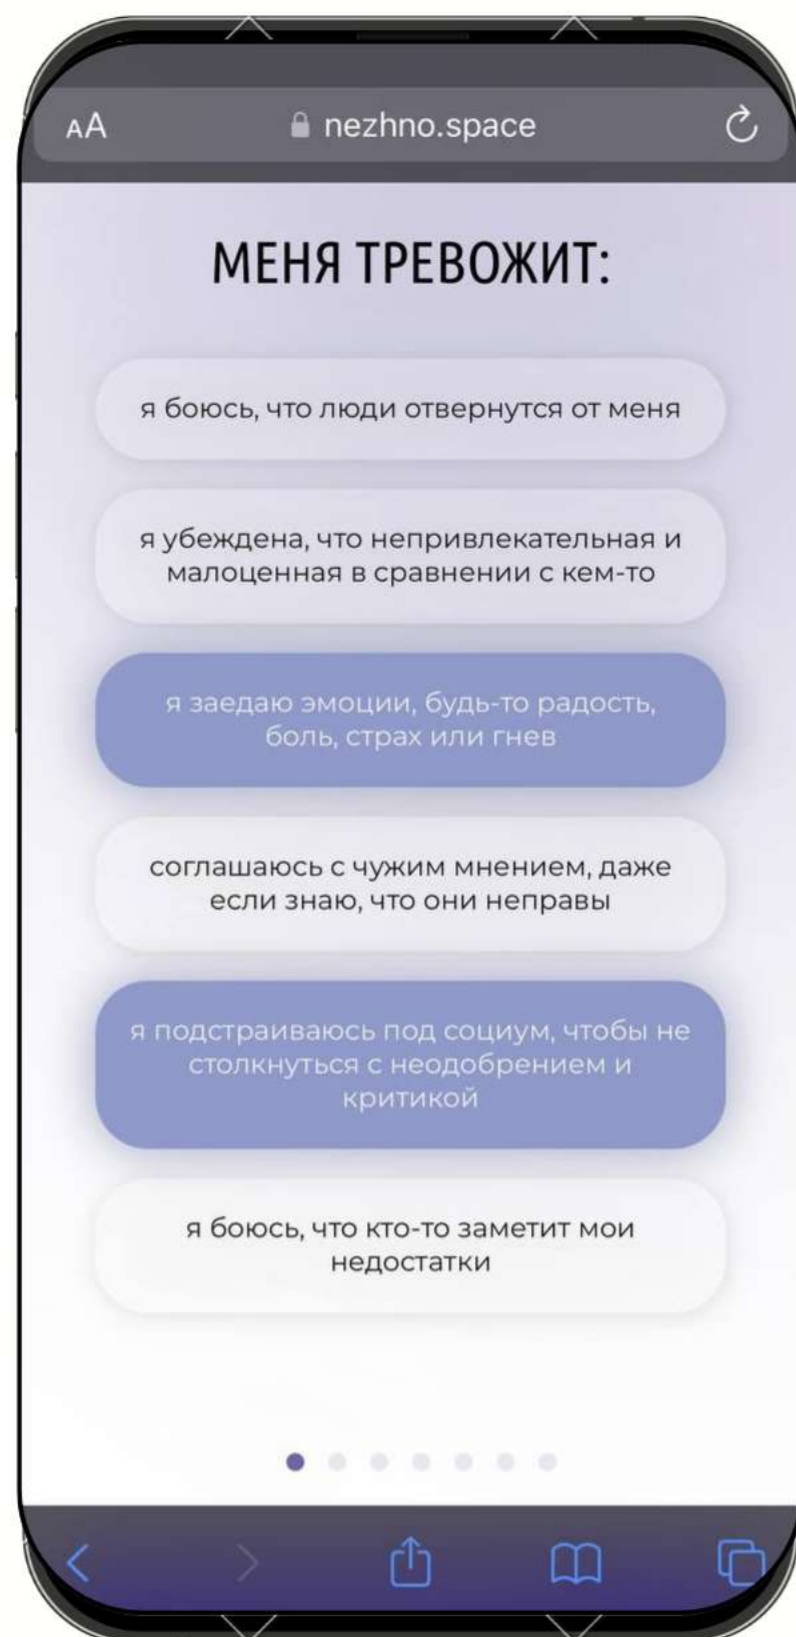 AA
nezhno.space
МЕНЯ ТРЕВОЖИТ:
я боюсь, что люди отвернутся от меня
я убеждена, что непривлекательная и
малоценная в сравнении с кем-то
я заедаю эмоции, будь-то радость,
боль, страх или гнев
соглашаюсь с чужим мнением, даже
если знаю, что они неправы
я подстраиваюсь под социум, чтобы не
столкнуться с неодобрением и
критикой
я боюсь, что кто-то заметит мои
недостатки